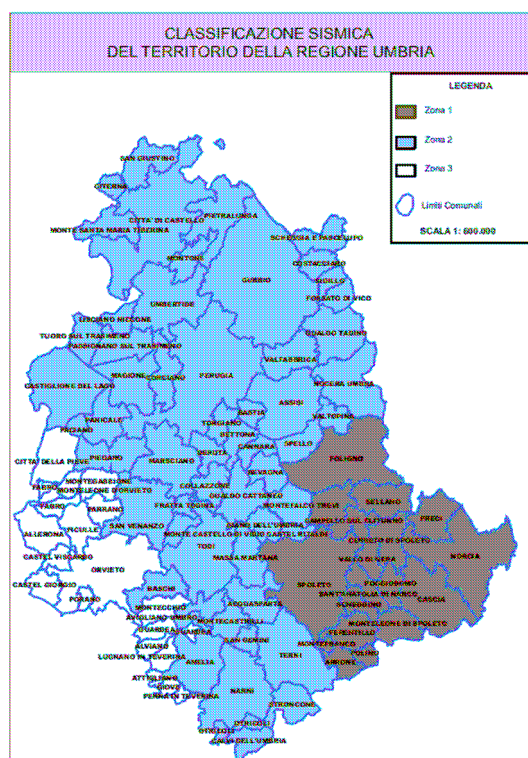 CLASSIFICAZIONE SISMICA
DEL TERRITORIO DELLA REGIONE UMBRIA
LEGENDA
Zona 1
Zona 2
Zona 3
Limiti Comunali
SCALA 1: 600.000
SAN GIUSTINO
CITERNA
CITTA' DI CASTELLO
PIETRALUNGA
MONTE SANTA MARIA TIBERINA
SCHEGGIA E PASCELUPO
MONTONE
COSTACCIARO
GUBBIO
SIGILLO
FOSSATO DI VICO
UMBERTIDE
LISCIANO NICCONE
GUALDO TADINO
TUORO SUL TRASIMENO
PASSIGNANO SUL TRASIMENO
VALFABBRICA
MAGIONE
CORCIANO
PERUGIA
NOCERA UMBRA
CASTIGLIONE DEL LAGO
ASSISI
BASTIA
VALTOPINA
PANICALE
TORGIANO
PACIANO
BETTONA
SPELLO
CANNARA
FOLIGNO
CITTA' DELLA PIEVE
PIEGARO
MARSCIANO
DERUTA
BEVAGNA
MONTEGABBIONE
COLLAZZONE
SELLANO
MONTELEONE D'ORVIETO
GUALDO CATTANEO
FABRO
PARRANO
FRATTA TODINA
MONTEFALCO
TREVI
PRECI
SAN VENANZO
CAMPELLO SUL CLITUNNO
FICULLE
ALLERONA
MONTE CASTELLO DI VIBIO
CERRETO DI SPOLETO
TODI
NORCIA
CASTEL VISCARDO
MASSA MARTANA
VALLO DI NERA
ORVIETO
CASTEL GIORGIO
SPOLETO
POGGIODOMO
PORANO
BASCHI
SANT'ANATOLIA DI NARCO
CASCIA
ACQUASPARTA
SCHEGGINO
MONTECCHIO
AVIGLIANO UMBRO
MONTECASTRILLI
MONTELEONE DI SPOLETO
GUARDEA
FERENTILLO
SAN GEMINI
MONTEFRANCO
ALVIANO
TERNI
POLINO
LUGNANO IN TEVERINA
AMELIA
ARRONE
ATTIGLIANO
GIOVE
NARNI
PENNA IN TEVERINA
STRONCONE
OTRICOLI
CALVI DELL'UMBRIA